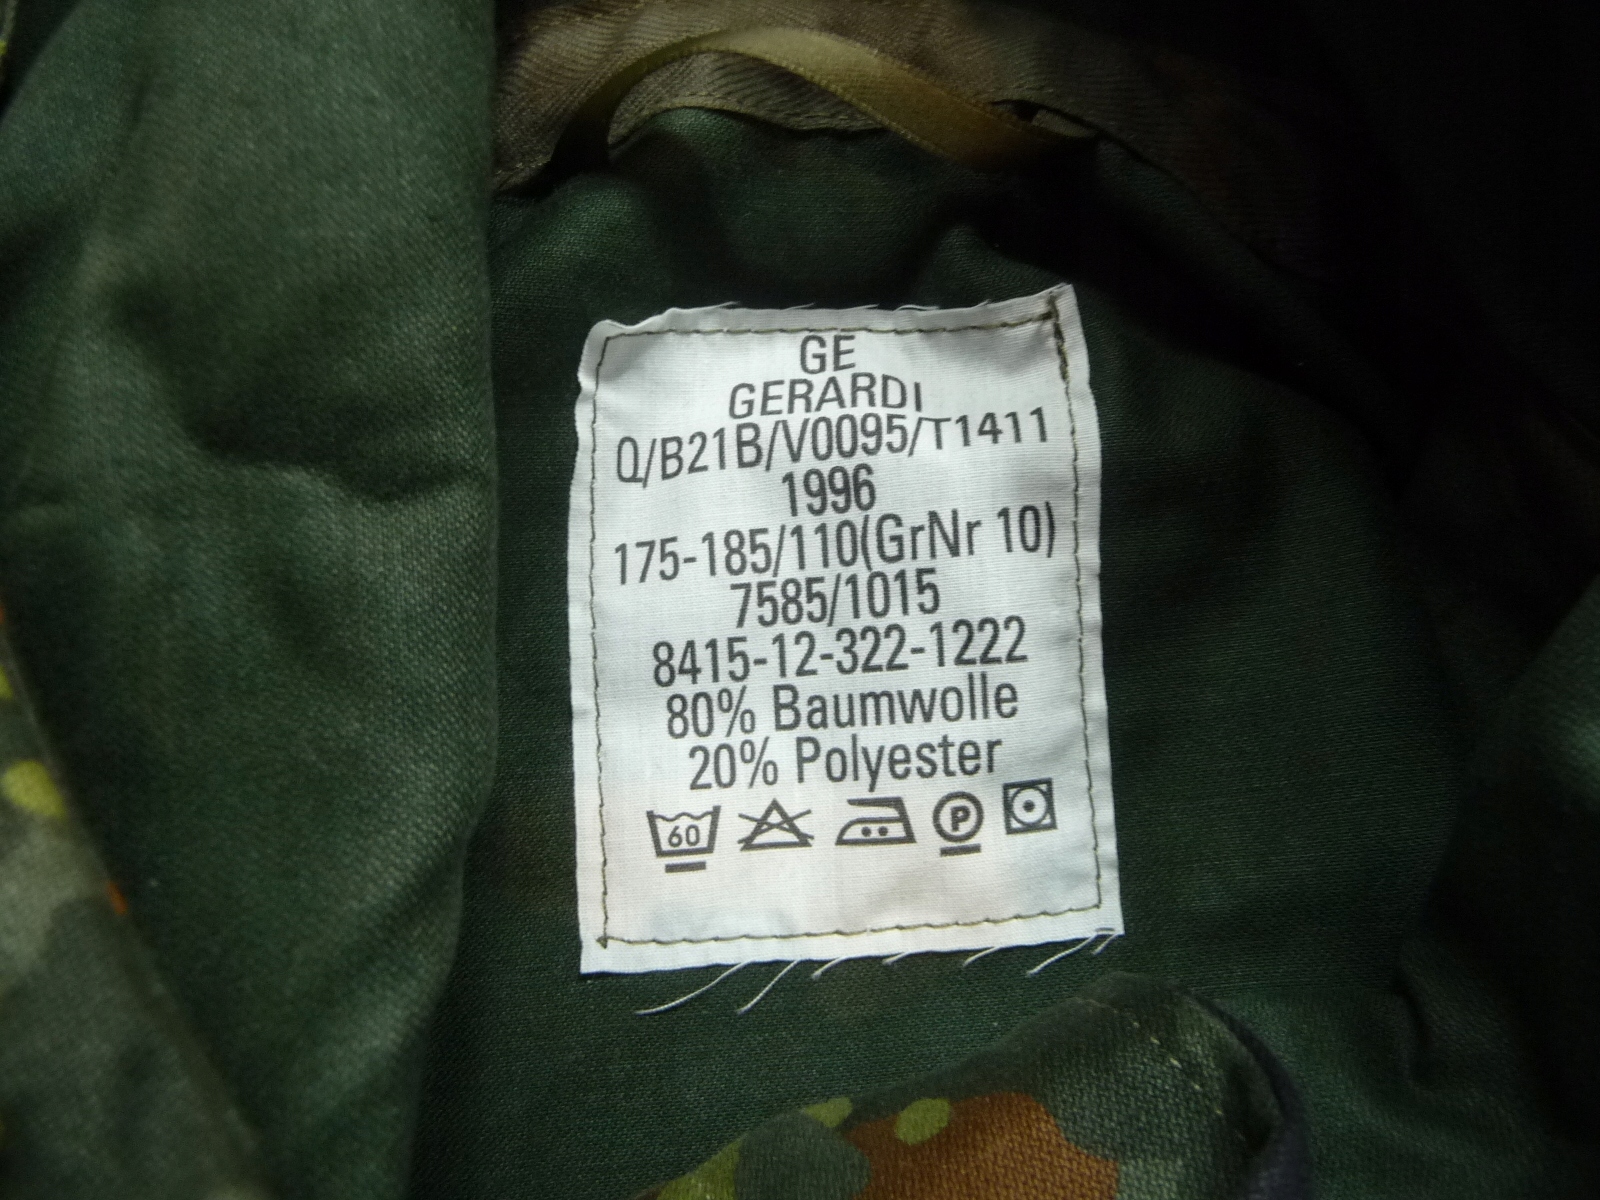 GE
GERARDI
Q/B21B/V0095/T1411
1996
175-185/110(GrNr 10)
7585/1015
8415-12-322-1222
80% Baumwolle
20% Polyester
60 P